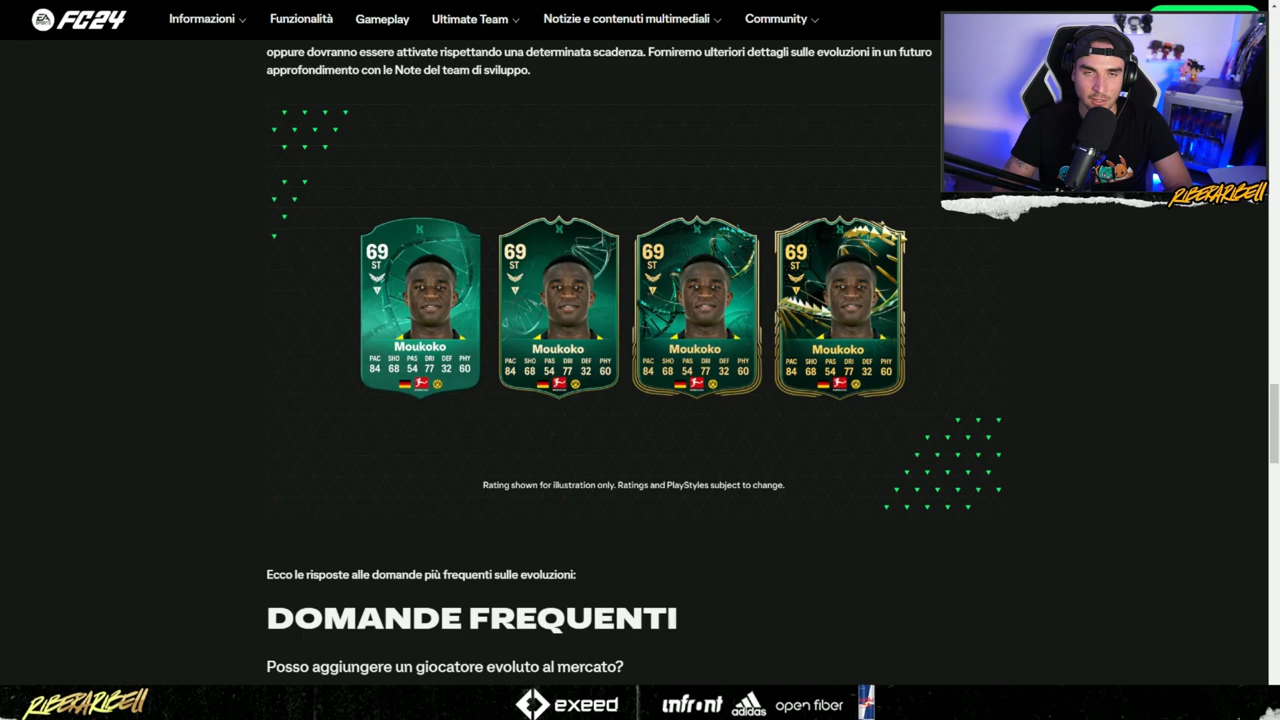 EA SPORTS FC24
Informazioni
Funzionalità
Gameplay
Ultimate Team
Notizie e contenuti multimediali
Community
oppure dovranno essere attivate rispettando una determinata scadenza. Forniremo ulteriori dettagli sulle evoluzioni in un futuro
approfondimento con le Note del team di sviluppo.
69
ST
Moukoko
PAC SHO PAS DRI DEF PHY
84 68 54 77 32 60
69
ST
Moukoko
PAC SHO PAS DRI DEF PHY
84 68 54 77 32 60
69
ST
Moukoko
PAC SHO PAS DRI DEF PHY
84 68 54 77 32 60
69
ST
Moukoko
PAC SHO PAS DRI DEF PHY
84 68 54 77 32 60
RIBERARIBELL
Rating shown for illustration only. Ratings and PlayStyles subject to change.
Ecco le risposte alle domande più frequenti sulle evoluzioni:
DOMANDE FREQUENTI
Posso aggiungere un giocatore evoluto al mercato?
RIBERARIBELL
exeed
infront
adidas
open fiber